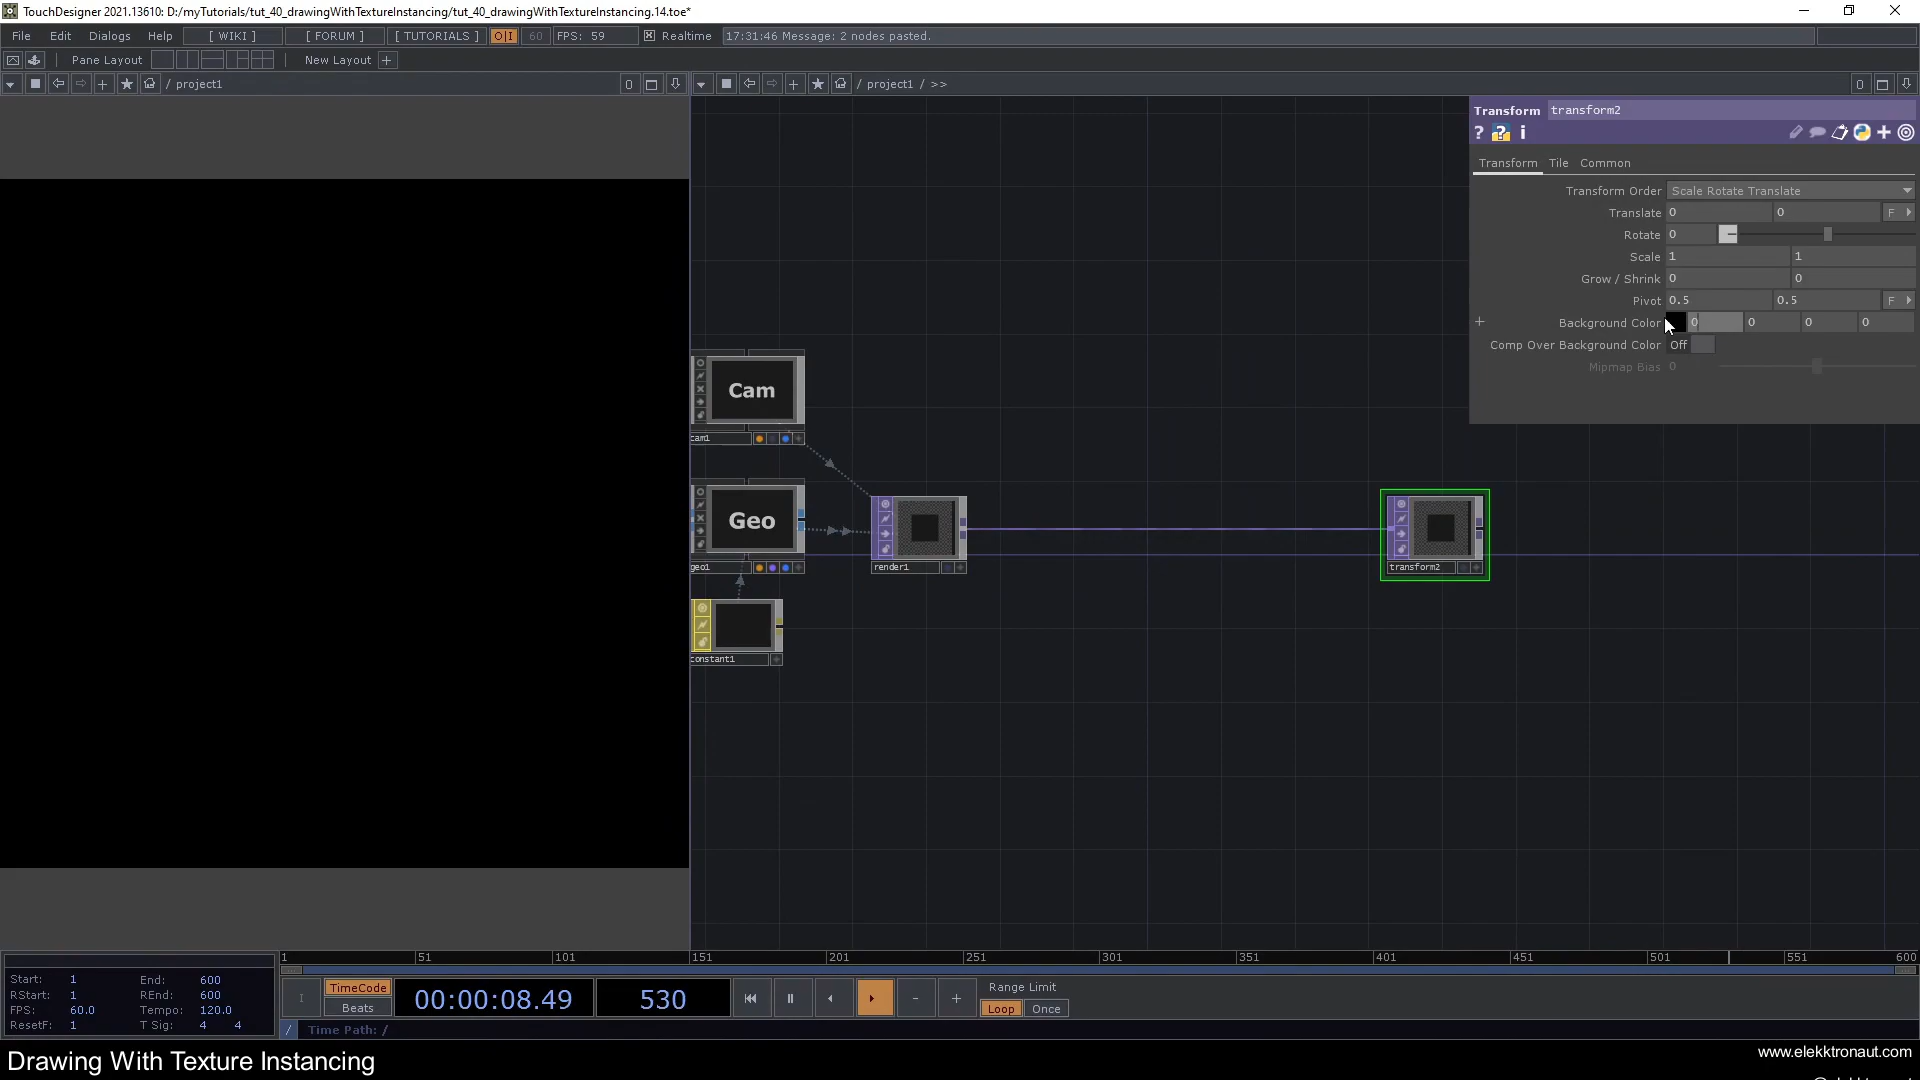 TouchDesigner 2021.13610: D:/myTutorials/tut_40_drawingWithTextureInstancing/tut_40_drawingWithTextureInstancing.14.toe*
File Edit Dialogs Help [ WIKI ] [ FORUM ] [ TUTORIALS ] O|I 60 FPS: 59 Realtime 17:31:46 Message: 2 nodes pasted.
Pane Layout New Layout +
/ project1 0 / project1 / >> 0
Transform transform2
? ? i
Transform Tile Common
Transform Order Scale Rotate Translate
Translate 0 0 F
Rotate 0
Scale 1 1
Grow / Shrink 0 0
Pivot 0.5 0.5 F
+ Background Color 0 0 0 0
Comp Over Background Color Off
Mipmap Bias 0
Cam
cam1
Geo
geo1
render1
transform2
constant1
1 51 101 151 201 251 301 351 401 451 501 551 600
Start: 1 End: 600
RStart: 1 REnd: 600
FPS: 60.0 Tempo: 120.0
ResetF: 1 T Sig: 4 4
I
TimeCode
Beats
00:00:08.49
530
- +
Range Limit
Loop Once
/ Time Path: /
Drawing With Texture Instancing
www.elekktronaut.com